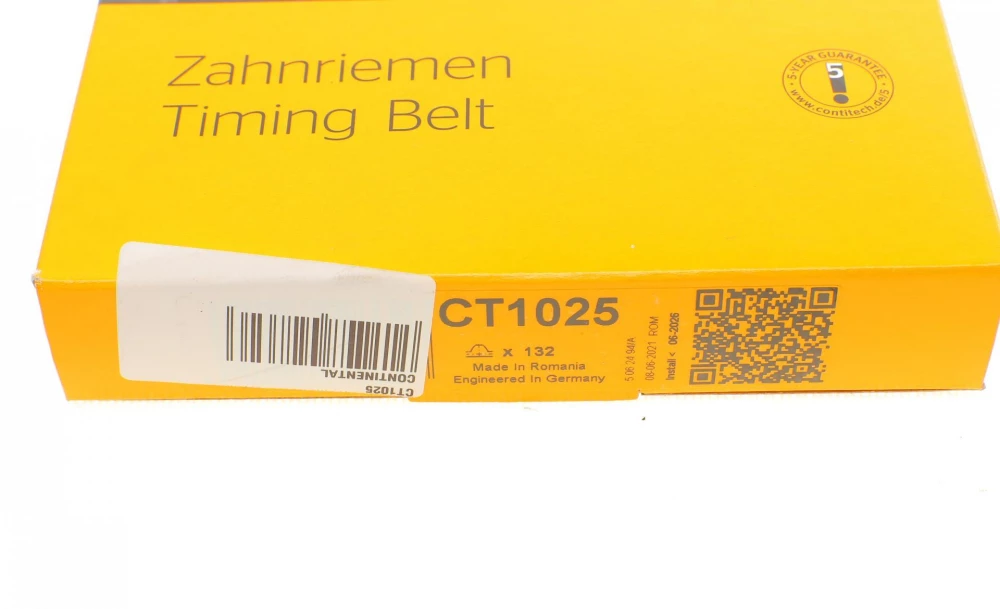 Zahnriemen
Timing Belt
5-YEAR GUARANTEE
5
www.contitech.de/5
CT1025
x 132
Made in Romania
Engineered in Germany
08-06-2021 ROM
Install < 06-2026
CT1025
CONTINENTAL